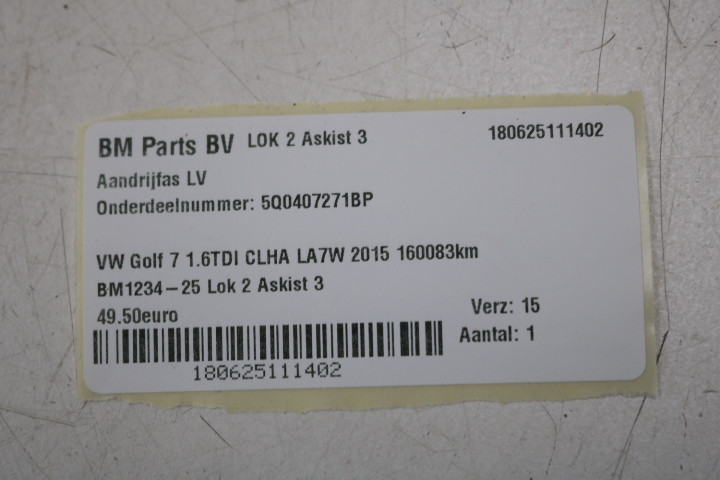 BM Parts BV LOK 2 Askist 3 180625111402
Aandrijfas LV
Onderdeelnummer: 5Q0407271BP
VW Golf 7 1.6TDI CLHA LA7W 2015 160083km
BM1234-25 Lok 2 Askist 3
49.50euro Verz: 15
Aantal: 1
180625111402